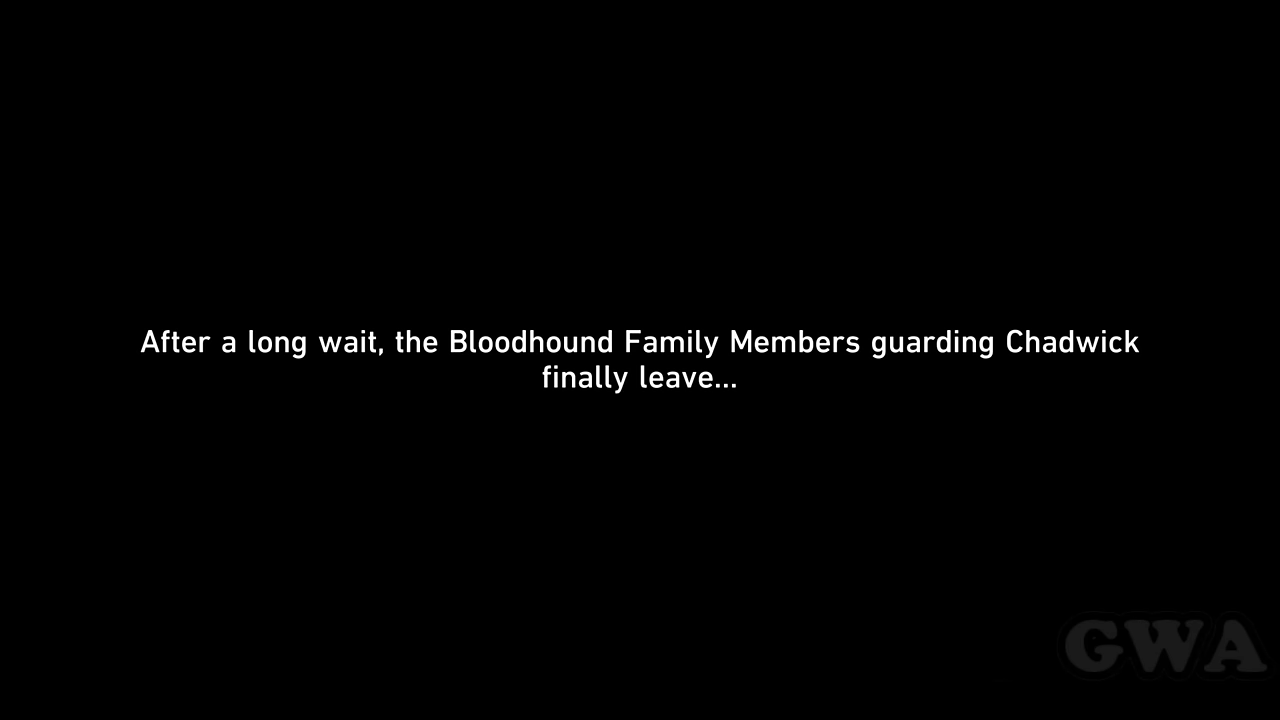 After a long wait, the Bloodhound Family Members guarding Chadwick
finally leave...
GWA